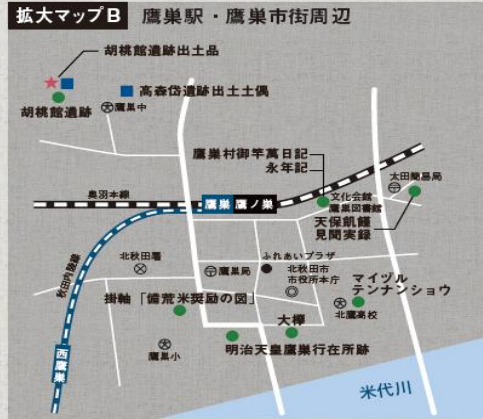 拡大マップB 鷹巣駅・鷹巣市街周辺
胡桃館遺跡出土品
高森岱遺跡出土土偶
胡桃館遺跡
鷹巣中
鷹巣村御竿萬日記
永年記
太田簡易局
奥羽本線
鷹巣
鷹ノ巣
文化会館
鷹巣図書館
天保飢饉
見聞実録
秋田内陸線
北秋田署
鷹巣局
ふれあいプラザ
北秋田市
市役所本庁
マイヅル
テンナンショウ
掛軸「備荒米奨励の図」
北鷹高校
大欅
西鷹巣
鷹巣小
明治天皇鷹巣行在所跡
米代川